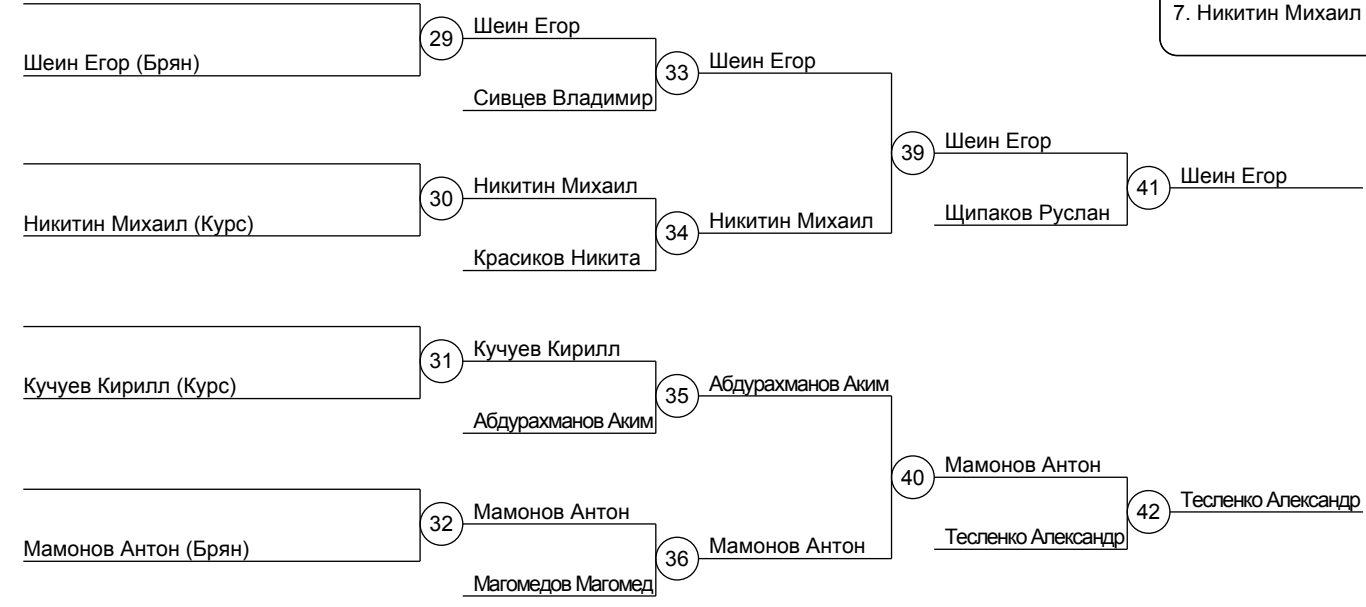 7. Никитин Михаил
29
Шеин Егор
Шеин Егор (Брян)
33
Шеин Егор
Сивцев Владимир
39
Шеин Егор
30
Никитин Михаил
41
Шеин Егор
Никитин Михаил (Курс)
34
Никитин Михаил
Щипаков Руслан
Красиков Никита
31
Кучуев Кирилл
Кучуев Кирилл (Курс)
35
Абдурахманов Аким
Абдурахманов Аким
40
Мамонов Антон
32
Мамонов Антон
42
Тесленко Александр
Мамонов Антон (Брян)
36
Мамонов Антон
Тесленко Александр
Магомедов Магомед